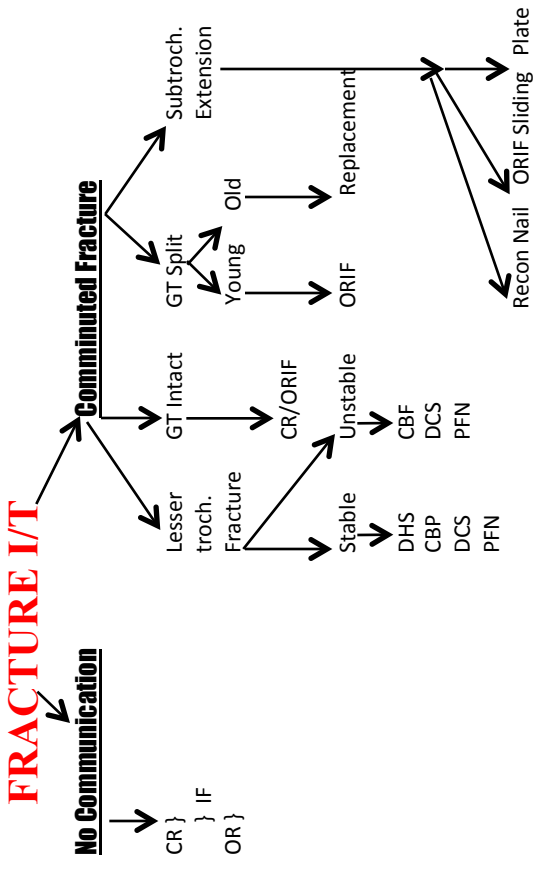 FRACTURE I/T
No Communication
Comminuted Fracture
CR }
} IF
OR }
Lesser
troch.
Fracture
GT Intact
GT Split
Subtroch.
Extension
Young
Old
CR/ORIF
ORIF
Replacement
Stable
Unstable
DHS
CBP
DCS
PFN
CBF
DCS
PFN
Recon Nail
ORIF Sliding
Plate